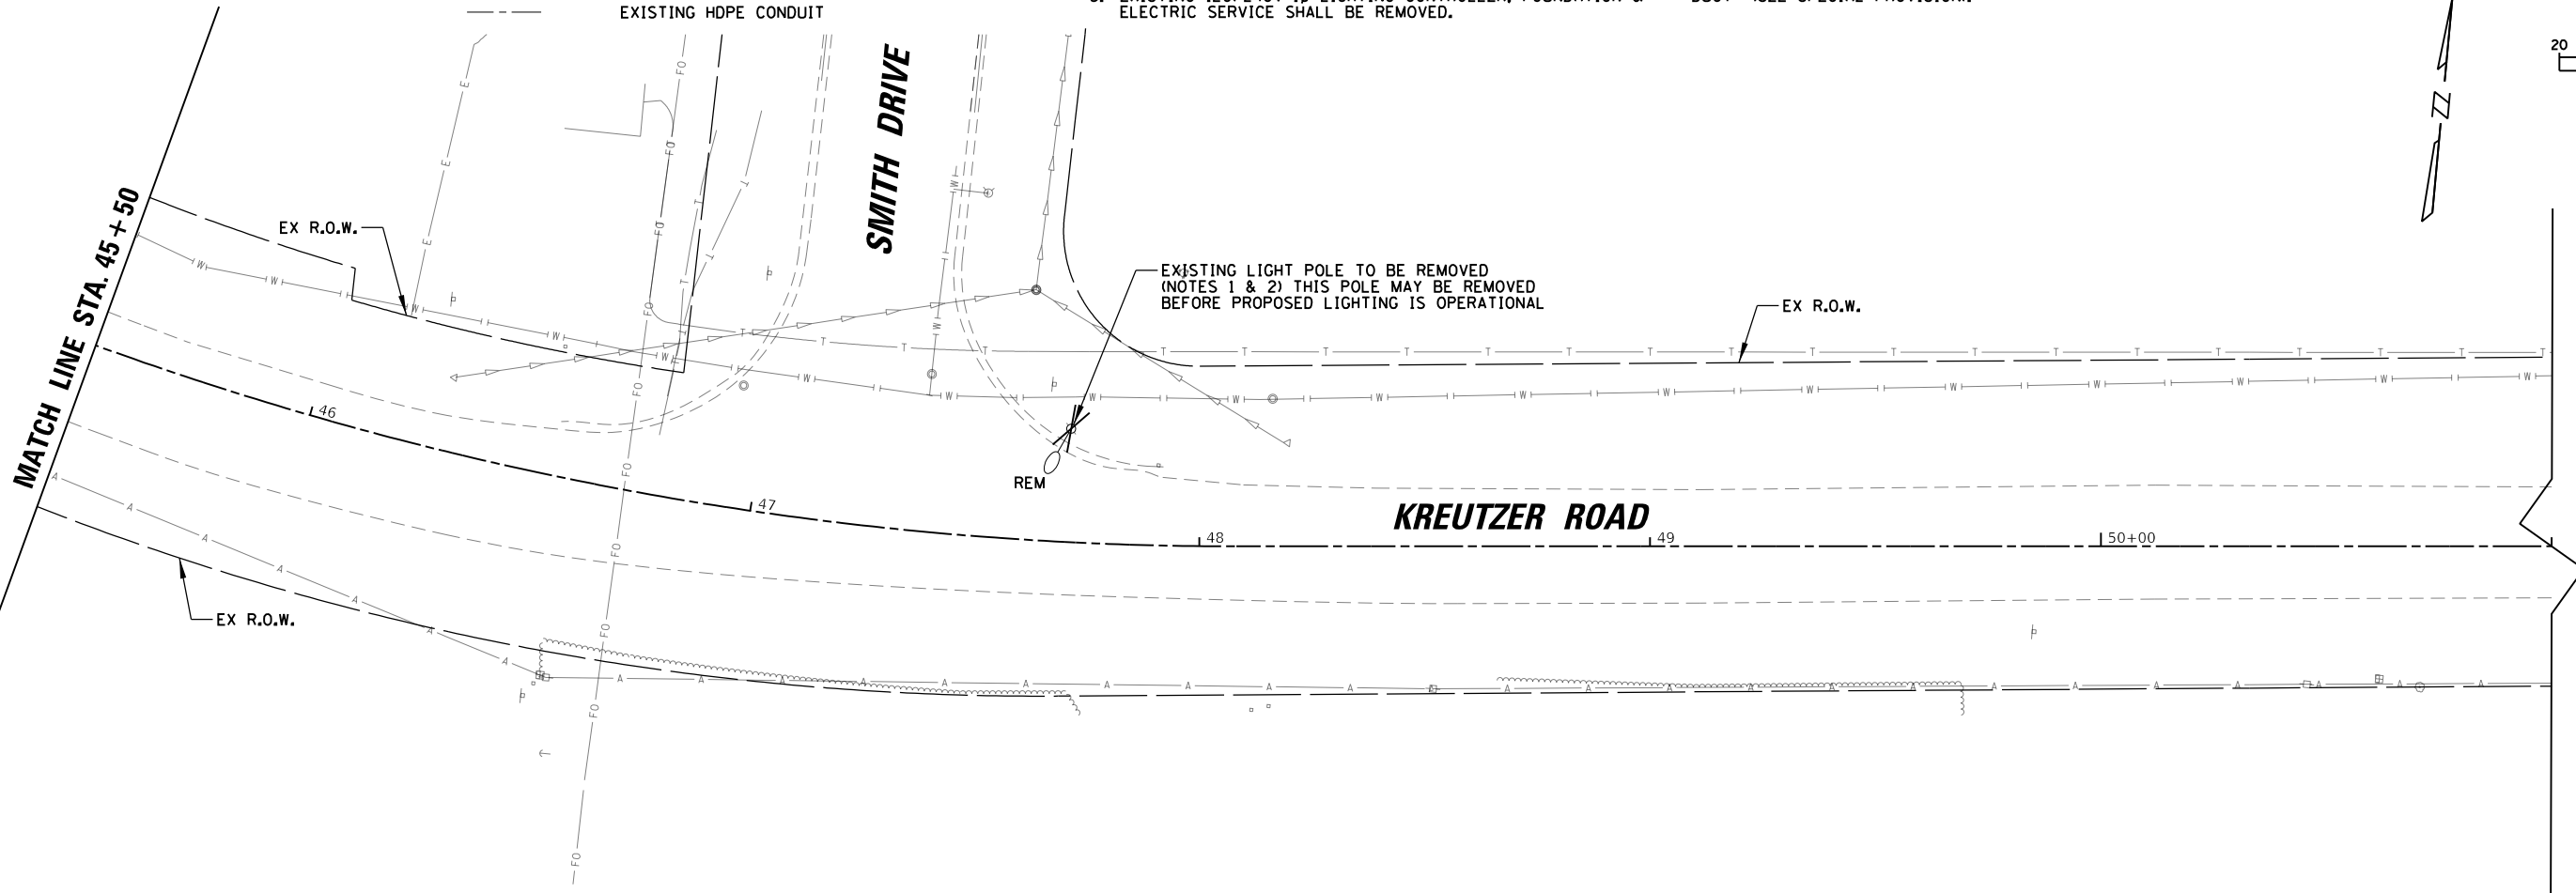 EXISTING HDPE CONDUIT
ELECTRIC SERVICE SHALL BE REMOVED.
20
SMITH DRIVE
N
MATCH LINE STA. 45+50
EX R.O.W.
EXISTING LIGHT POLE TO BE REMOVED
(NOTES 1 & 2) THIS POLE MAY BE REMOVED
BEFORE PROPOSED LIGHTING IS OPERATIONAL
EX R.O.W.
46
REM
47
KREUTZER ROAD
48
49
50+00
EX R.O.W.